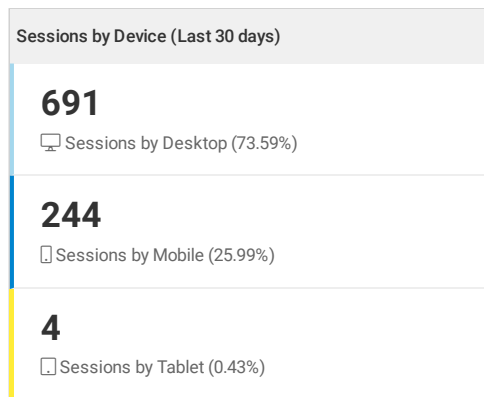 Sessions by Device (Last 30 days)
691
Sessions by Desktop (73.59%)
244
Sessions by Mobile (25.99%)
4
Sessions by Tablet (0.43%)